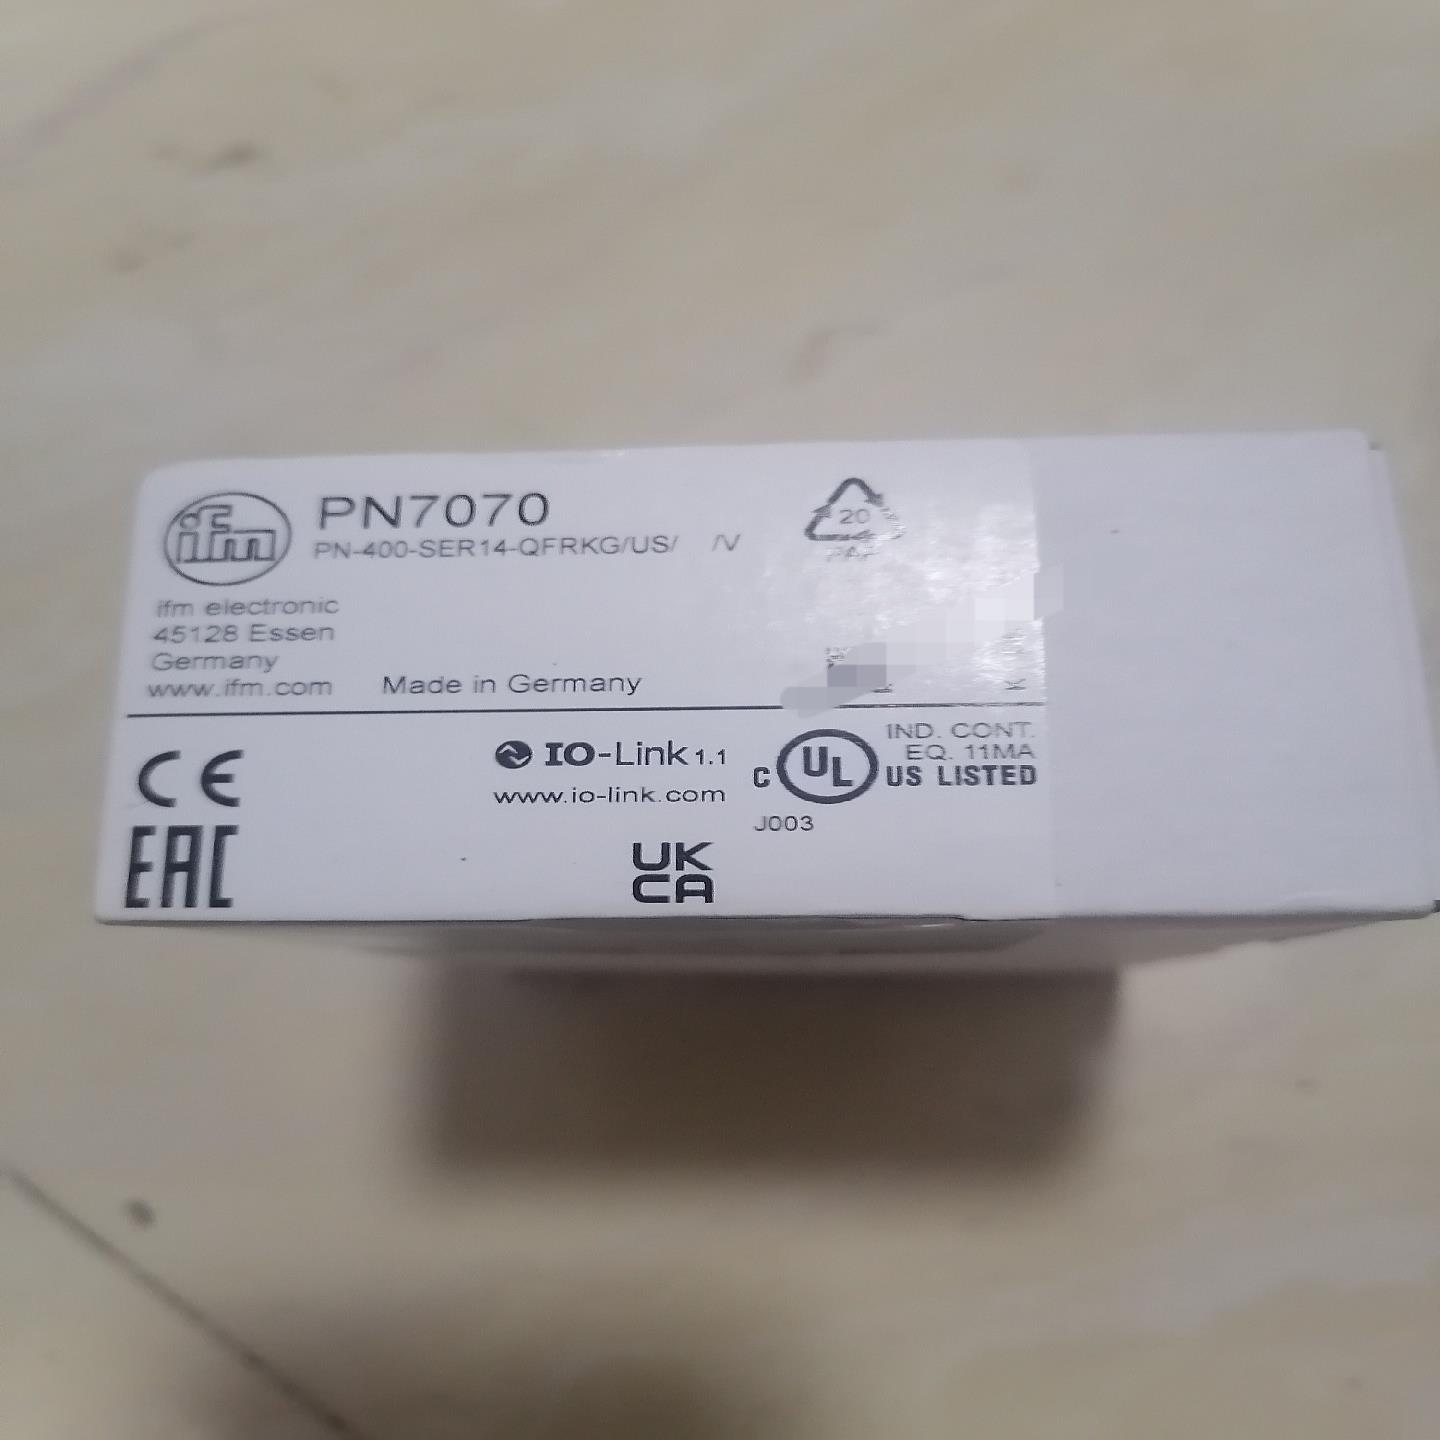 ifm
PN7070
PN-400-SER14-QFRKG/US/ /V
20
PAP
ifm electronic
45128 Essen
Germany
www.ifm.com
Made in Germany
CE
EAC
IO-Link 1.1
www.io-link.com
UK
CA
C UL US LISTED
IND. CONT.
EQ. 11MA
J003